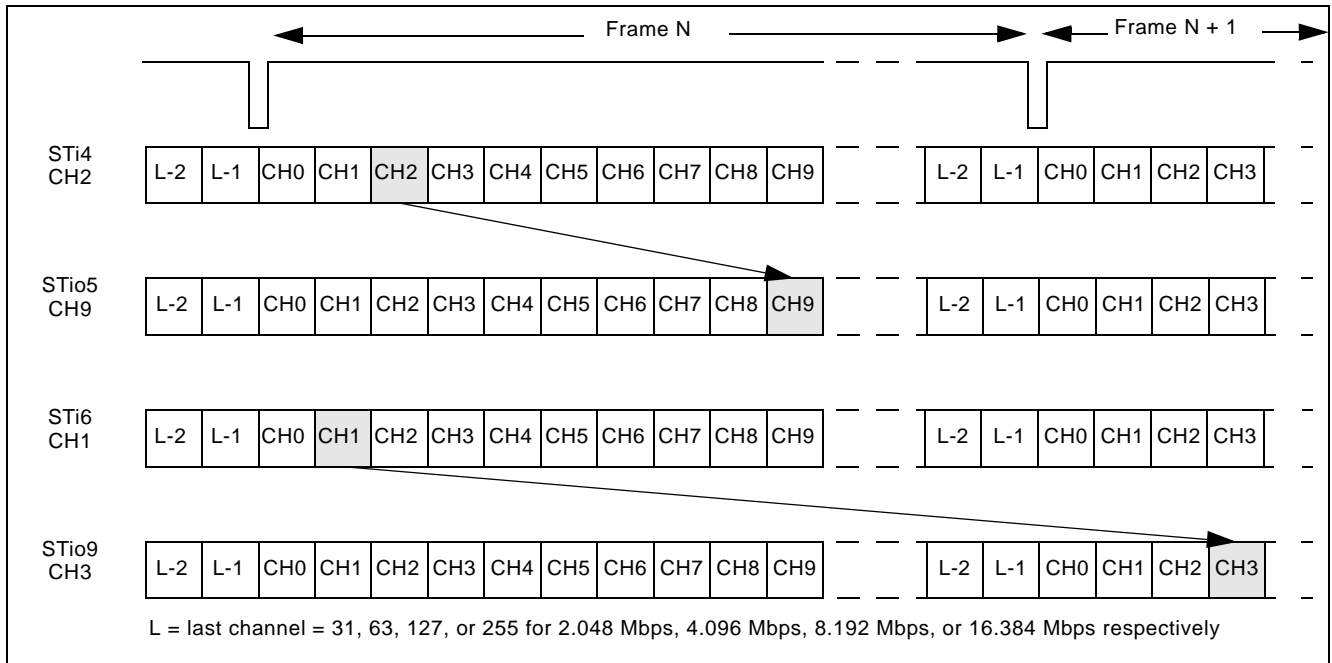 Frame N Frame N + 1
STi4
CH2
L-2 L-1 CH0 CH1 CH2 CH3 CH4 CH5 CH6 CH7 CH8 CH9 L-2 L-1 CH0 CH1 CH2 CH3
STio5
CH9
L-2 L-1 CH0 CH1 CH2 CH3 CH4 CH5 CH6 CH7 CH8 CH9 L-2 L-1 CH0 CH1 CH2 CH3
STi6
CH1
L-2 L-1 CH0 CH1 CH2 CH3 CH4 CH5 CH6 CH7 CH8 CH9 L-2 L-1 CH0 CH1 CH2 CH3
STio9
CH3
L-2 L-1 CH0 CH1 CH2 CH3 CH4 CH5 CH6 CH7 CH8 CH9 L-2 L-1 CH0 CH1 CH2 CH3
L = last channel = 31, 63, 127, or 255 for 2.048 Mbps, 4.096 Mbps, 8.192 Mbps, or 16.384 Mbps respectively